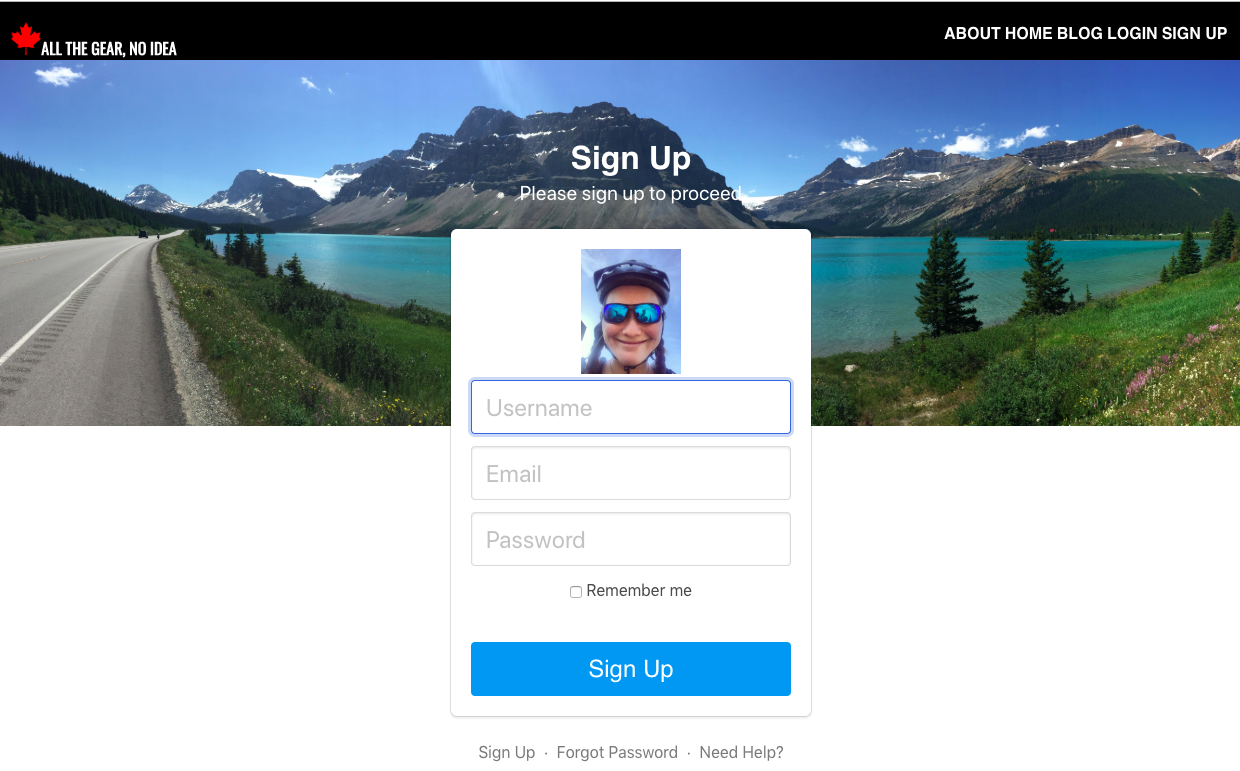 ALL THE GEAR, NO IDEA
ABOUT HOME BLOG LOGIN SIGN UP
Sign Up
Please sign up to proceed.
Username
Email
Password
Remember me
Sign Up
Sign Up · Forgot Password · Need Help?